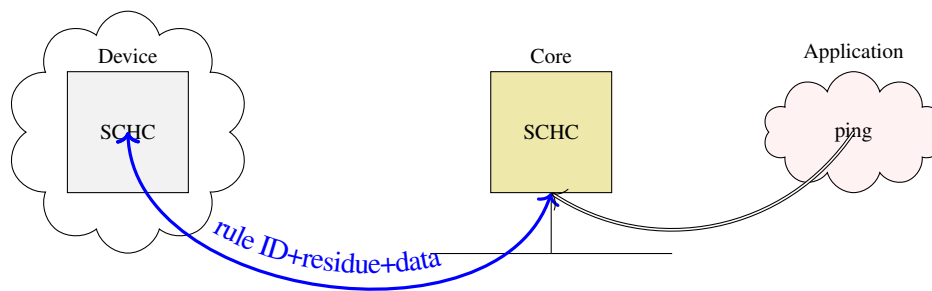 Device
Core
Application
SCHC
SCHC
ping
rule ID+residue+data